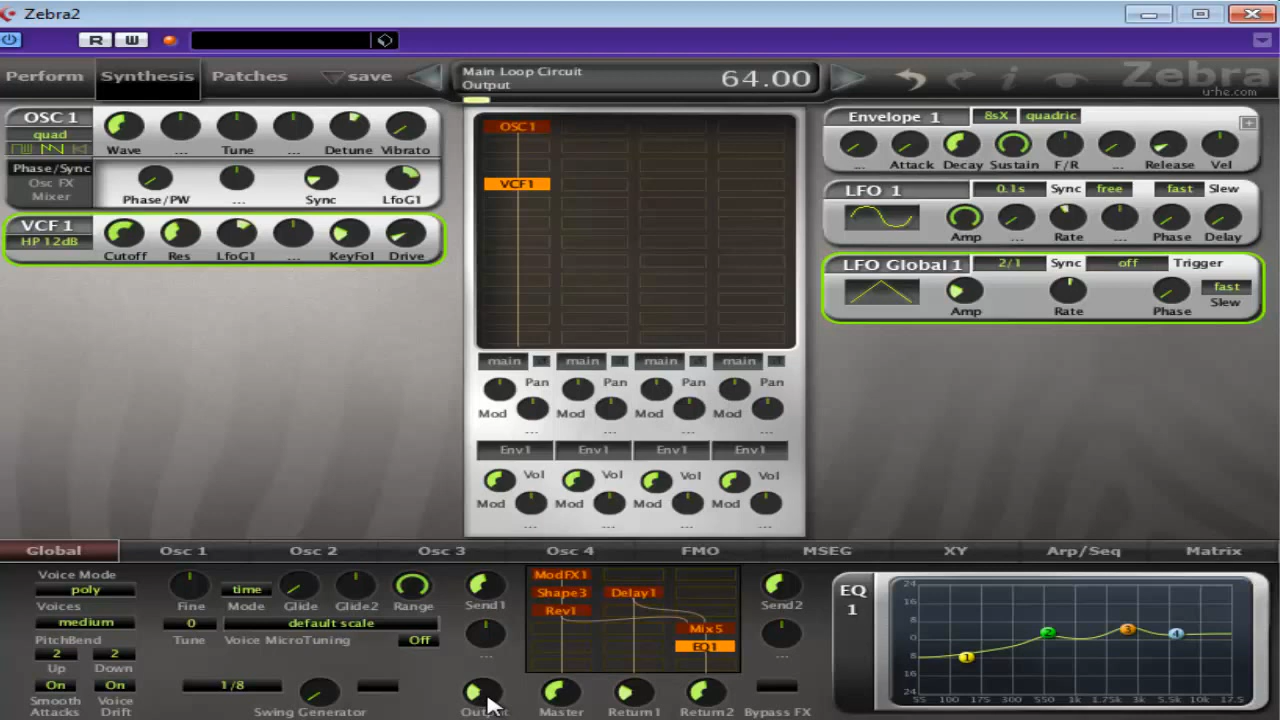 Zebra2
R W
Perform Synthesis Patches save
Main Loop Circuit
Output
64.00
Zebra
u-he.com
OSC 1
quad
Wave ... Tune ... Detune Vibrato
Phase/Sync
Osc FX
Mixer
Phase/PW ... Sync LfoG1
VCF 1
HP 12dB
Cutoff Res LfoG1 ... KeyFol Drive
OSC1
VCF1
main main main main
Pan Pan Pan Pan
Mod Mod Mod Mod
... ... ... ...
Env1 Env1 Env1 Env1
Vol Vol Vol Vol
Mod Mod Mod Mod
... ... ... ...
Envelope 1 8sX quadric
... Attack Decay Sustain F/R ... Release Vel
LFO 1 0.1s Sync free fast Slew
Amp ... Rate ... Phase Delay
LFO Global 1 2/1 Sync off Trigger
fast
Slew
Amp Rate Phase
Global Osc 1 Osc 2 Osc 3 Osc 4 FMO MSEG XY Arp/Seq Matrix
Voice Mode
poly
Voices
medium
PitchBend
2 2
Up Down
On On
Smooth Attacks
Voice Drift
time
Fine Mode Glide Glide2 Range
0 default scale
Tune Voice MicroTuning Off
1/8
Swing Generator
Send1
...
ModFX1
Shape3 Delay1
Rev1
Mix5
EQ1
Send2
...
Output Master Return1 Return2 Bypass FX
EQ
1
24
16
8
0
8
16
24
1 2 3 4
55 100 175 300 550 1k 1k7 3k 5k5 10k 17.5